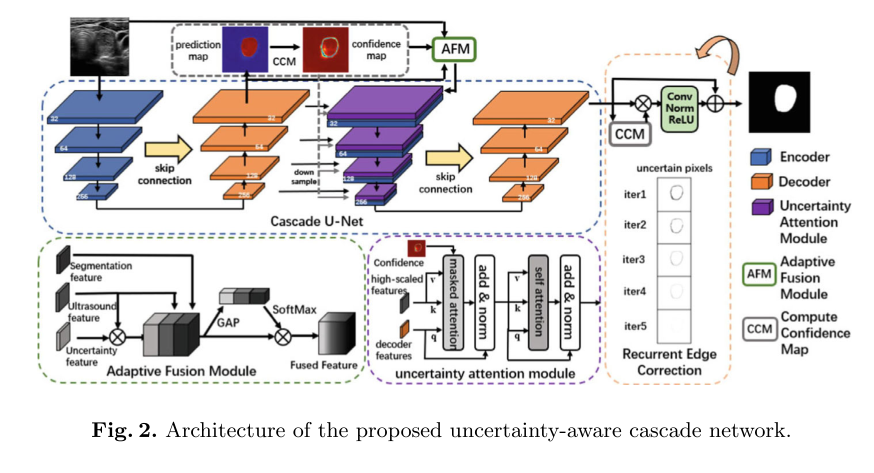 prediction
map
CCM
confidence
map
AFM
32
64
128
256
skip
connection
32
64
128
256
down
sample
32
64
128
256
skip
connection
32
64
128
256
Cascade U-Net
CCM
Conv
Norm
ReLU
uncertain pixels
iter1
iter2
iter3
iter4
iter5
Recurrent Edge
Correction
Encoder
Decoder
Uncertainty
Attention
Module
AFM
Adaptive
Fusion
Module
CCM
Compute
Confidence
Map
Segmentation
feature
Ultrasound
feature
Uncertainty
feature
GAP
SoftMax
Fused Feature
Adaptive Fusion Module
Confidence
high-scaled
features
decoder
features
v
k
q
masked attention
add & norm
v
k
q
self attention
add & norm
uncertainty attention module
Fig. 2. Architecture of the proposed uncertainty-aware cascade network.